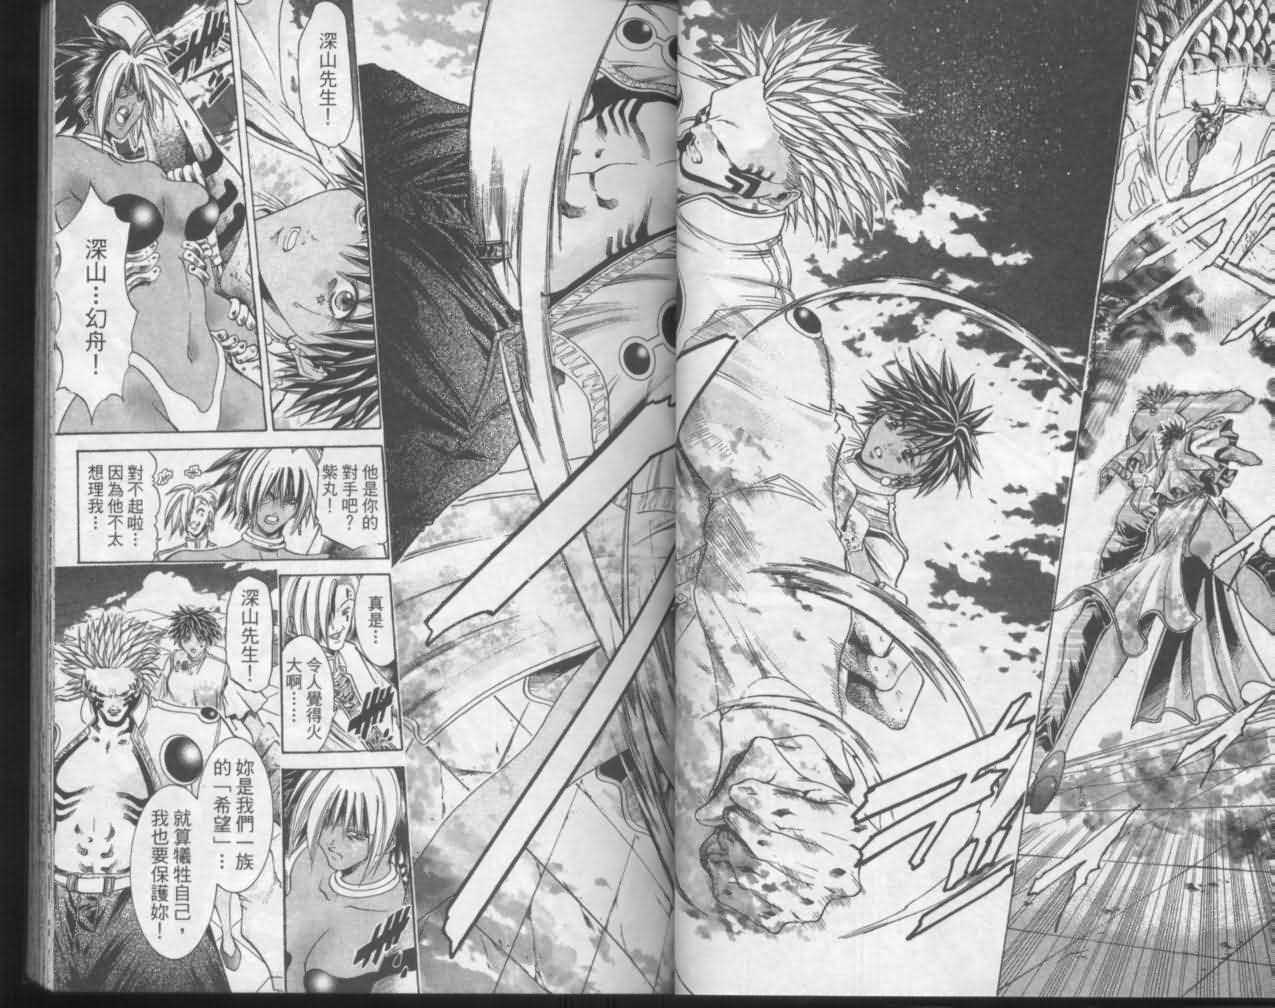 深山先生！
深山…幻舟！
他是你的
對手吧？
紫丸！
對不起啦…
因為他不太
想理我…
真是…
令人覺得火
大啊……
深山先生！
妳是我們一族
的「希望」…
就算犧牲自己，
我也要保護妳！